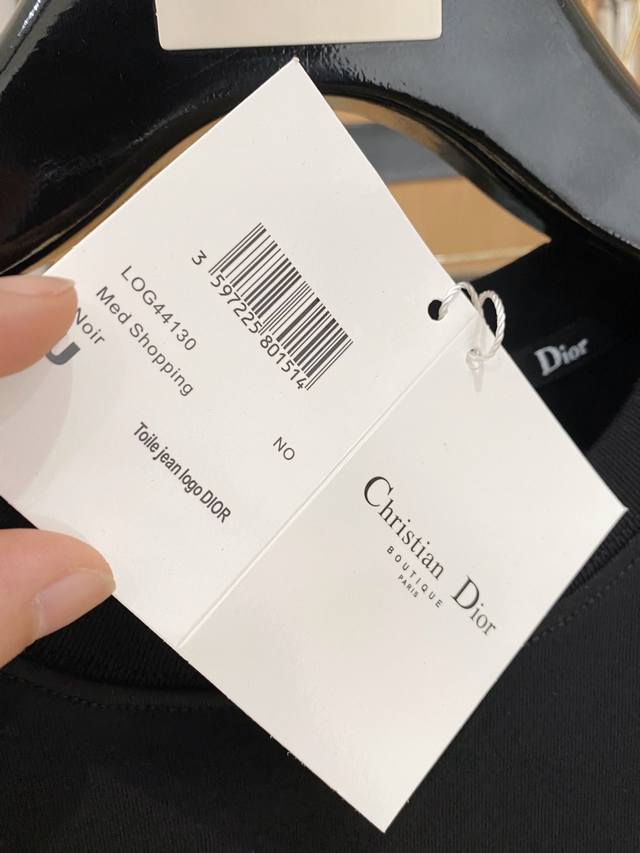 3 597225 801514
LOG44130
Med Shopping
Noir
U
NO
Toile jean logo DIOR
Christian Dior
BOUTIQUE
PARIS
Dior